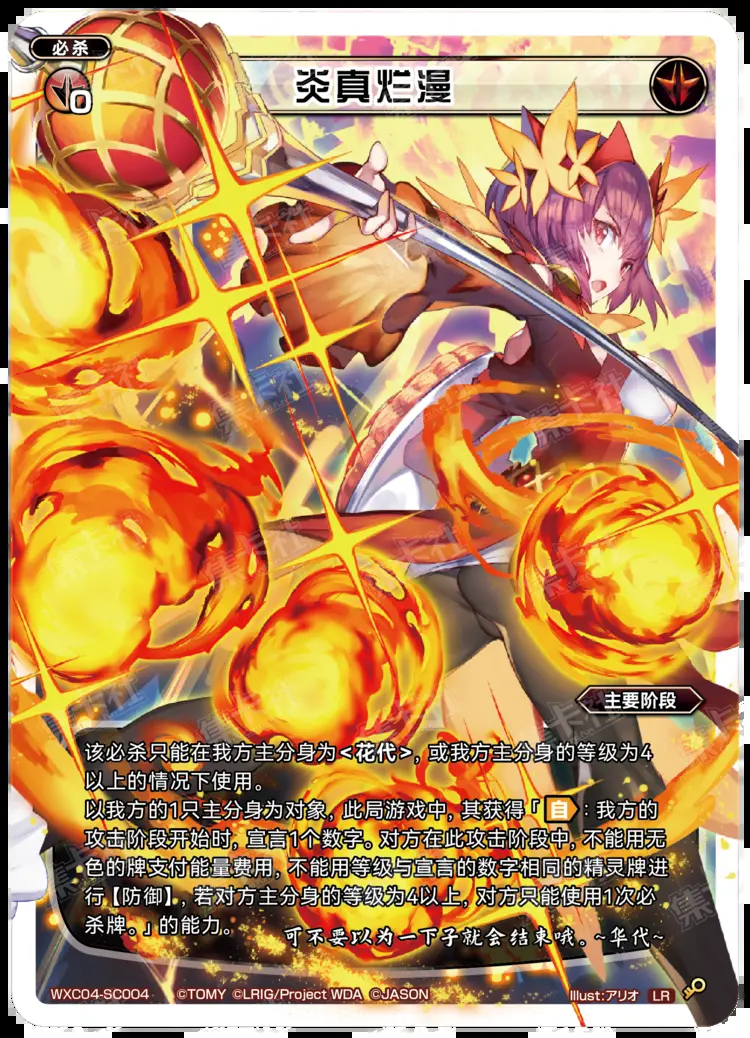 必杀
0
炎真烂漫
主要阶段
该必杀只能在我方主分身为<花代>，或我方主分身的等级为4
以上的情况下使用。
以我方的1只主分身为对象，此局游戏中，其获得「自：我方的
攻击阶段开始时，宣言1个数字。对方在此攻击阶段中，不能用无
色的牌支付能量费用，不能用等级与宣言的数字相同的精灵牌进
行【防御】，若对方主分身的等级为4以上，对方只能使用1次必
杀牌。」的能力。
可不要以为一下子就会结束哦。~华代~
WXC04-SC004 ©TOMY ©LRIG/Project WDA ©JASON Illust:アリオ LR
集卡社